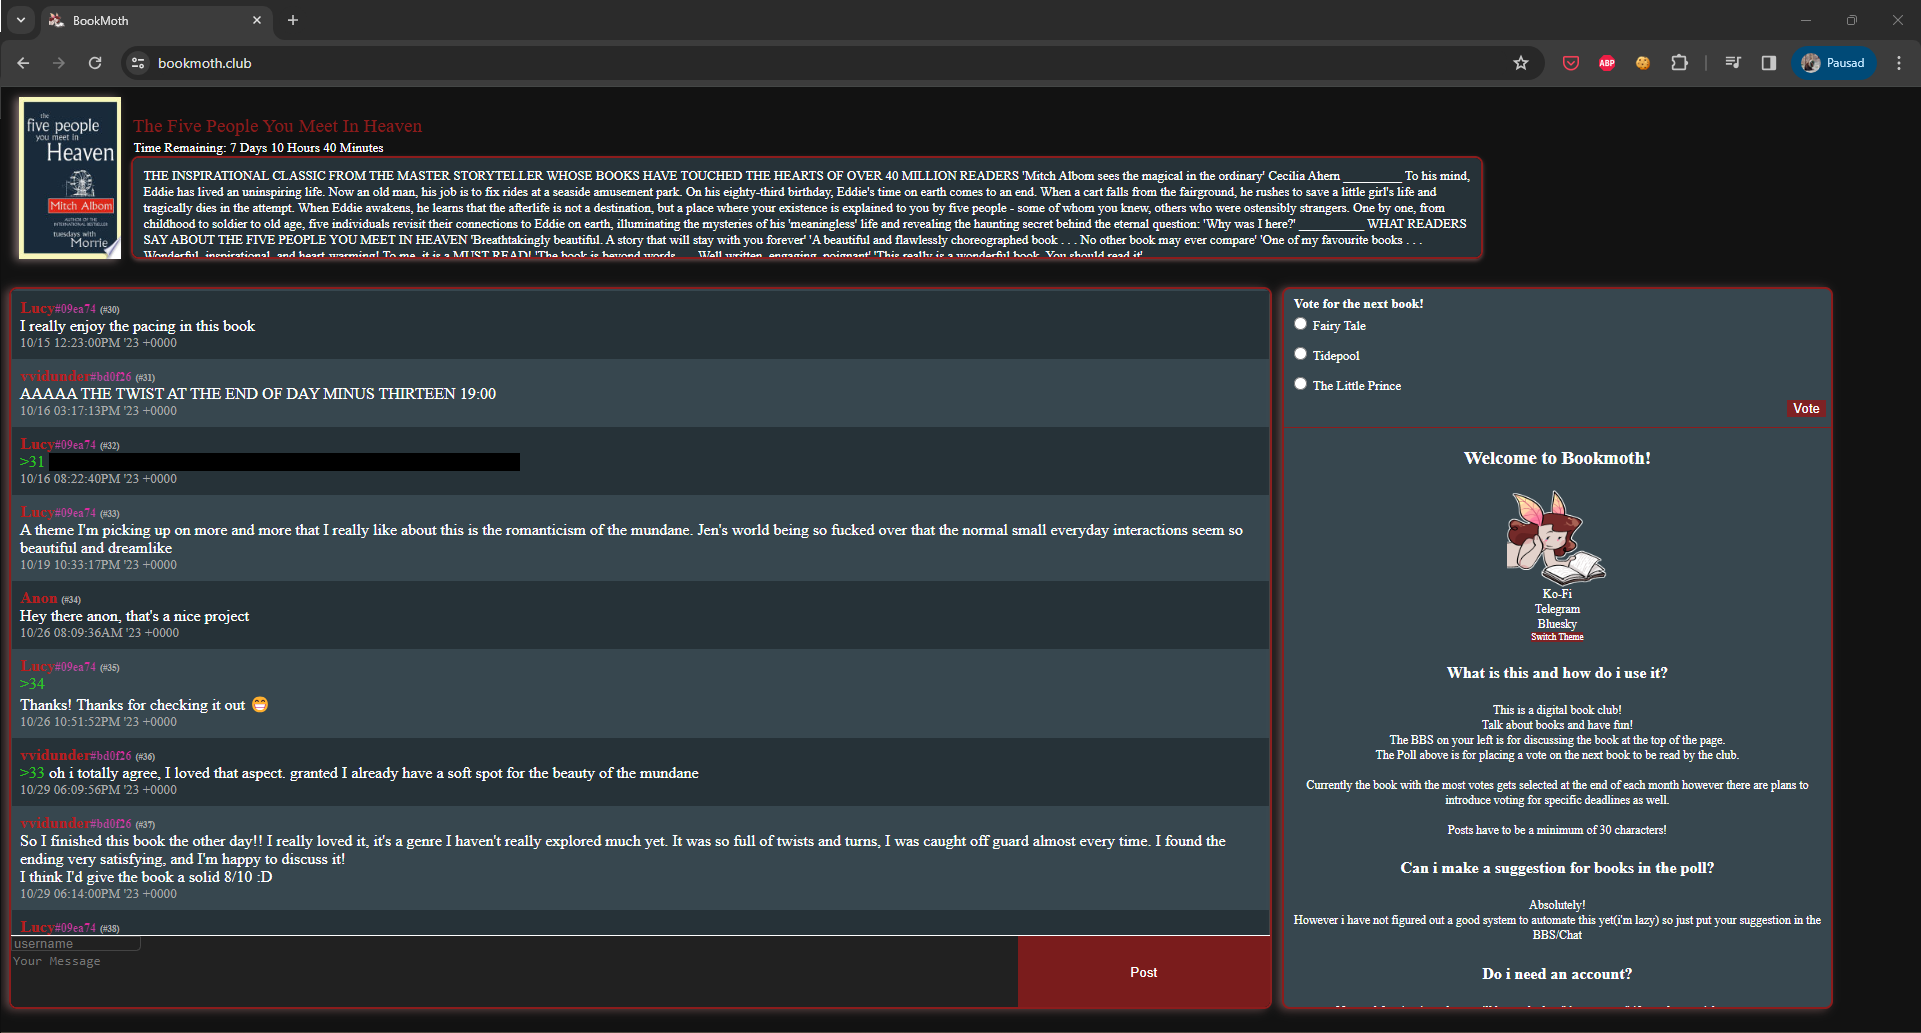 BookMoth
bookmoth.club
ABP
Pausad
the
five people
you meet in
Heaven
Mitch Albom
AUTHOR OF THE
INTERNATIONAL BESTSELLER
tuesdays with
Morrie
The Five People You Meet In Heaven
Time Remaining: 7 Days 10 Hours 40 Minutes
THE INSPIRATIONAL CLASSIC FROM THE MASTER STORYTELLER WHOSE BOOKS HAVE TOUCHED THE HEARTS OF OVER 40 MILLION READERS 'Mitch Albom sees the magical in the ordinary' Cecilia Ahern _________ To his mind,
Eddie has lived an uninspiring life. Now an old man, his job is to fix rides at a seaside amusement park. On his eighty-third birthday, Eddie's time on earth comes to an end. When a cart falls from the fairground, he rushes to save a little girl's life and
tragically dies in the attempt. When Eddie awakens, he learns that the afterlife is not a destination, but a place where your existence is explained to you by five people - some of whom you knew, others who were ostensibly strangers. One by one, from
childhood to soldier to old age, five individuals revisit their connections to Eddie on earth, illuminating the mysteries of his 'meaningless' life and revealing the haunting secret behind the eternal question: 'Why was I here?' __________ WHAT READERS
SAY ABOUT THE FIVE PEOPLE YOU MEET IN HEAVEN 'Breathtakingly beautiful. A story that will stay with you forever' 'A beautiful and flawlessly choreographed book . . . No other book may ever compare' 'One of my favourite books . . .
Wonderful, inspirational, and heart-warming! To me, it is a MUST READ! 'The book is beyond words . . . Well written, engaging, poignant' 'This really is a wonderful book. You should read it'
Lucy#09ea74 (#30)
I really enjoy the pacing in this book
10/15 12:23:00PM '23 +0000
vvidunder#bd0f26 (#31)
AAAAA THE TWIST AT THE END OF DAY MINUS THIRTEEN 19:00
10/16 03:17:13PM '23 +0000
Lucy#09ea74 (#32)
>31
10/16 08:22:40PM '23 +0000
Lucy#09ea74 (#33)
A theme I'm picking up on more and more that I really like about this is the romanticism of the mundane. Jen's world being so fucked over that the normal small everyday interactions seem so
beautiful and dreamlike
10/19 10:33:17PM '23 +0000
Anon (#34)
Hey there anon, that's a nice project
10/26 08:09:36AM '23 +0000
Lucy#09ea74 (#35)
>34
Thanks! Thanks for checking it out 😁
10/26 10:51:52PM '23 +0000
vvidunder#bd0f26 (#36)
>33 oh i totally agree, I loved that aspect. granted I already have a soft spot for the beauty of the mundane
10/29 06:09:56PM '23 +0000
vvidunder#bd0f26 (#37)
So I finished this book the other day!! I really loved it, it's a genre I haven't really explored much yet. It was so full of twists and turns, I was caught off guard almost every time. I found the
ending very satisfying, and I'm happy to discuss it!
I think I'd give the book a solid 8/10 :D
10/29 06:14:00PM '23 +0000
Lucy#09ea74 (#38)
username
Your Message
Post
Vote for the next book!
Fairy Tale
Tidepool
The Little Prince
Vote
Welcome to Bookmoth!
Ko-Fi
Telegram
Bluesky
Switch Theme
What is this and how do i use it?
This is a digital book club!
Talk about books and have fun!
The BBS on your left is for discussing the book at the top of the page.
The Poll above is for placing a vote on the next book to be read by the club.
Currently the book with the most votes gets selected at the end of each month however there are plans to
introduce voting for specific deadlines as well.
Posts have to be a minimum of 30 characters!
Can i make a suggestion for books in the poll?
Absolutely!
However i have not figured out a good system to automate this yet(i'm lazy) so just put your suggestion in the
BBS/Chat
Do i need an account?